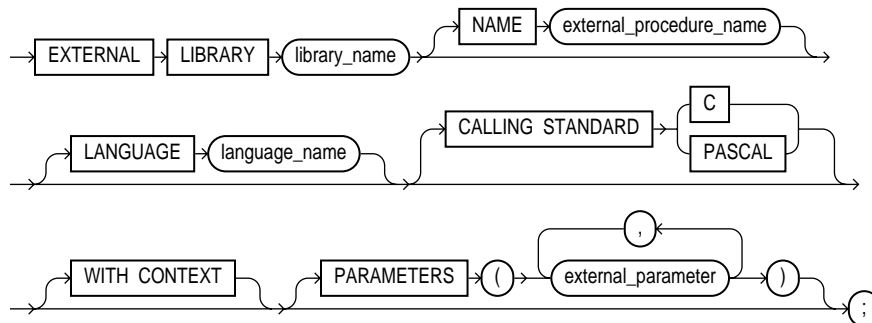 EXTERNAL LIBRARY library_name NAME external_procedure_name
LANGUAGE language_name CALLING STANDARD C
PASCAL
,
WITH CONTEXT PARAMETERS ( external_parameter ) ;